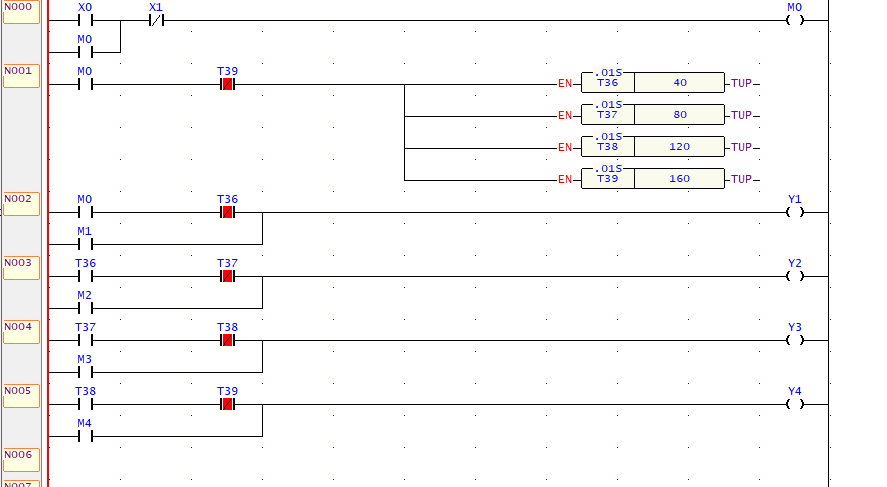 N000 X0 X1 M0
M0
N001 M0 T39 EN .01S T36 40 TUP
EN .01S T37 80 TUP
EN .01S T38 120 TUP
EN .01S T39 160 TUP
N002 M0 T36 Y1
M1
N003 T36 T37 Y2
M2
N004 T37 T38 Y3
M3
N005 T38 T39 Y4
M4
N006
N007